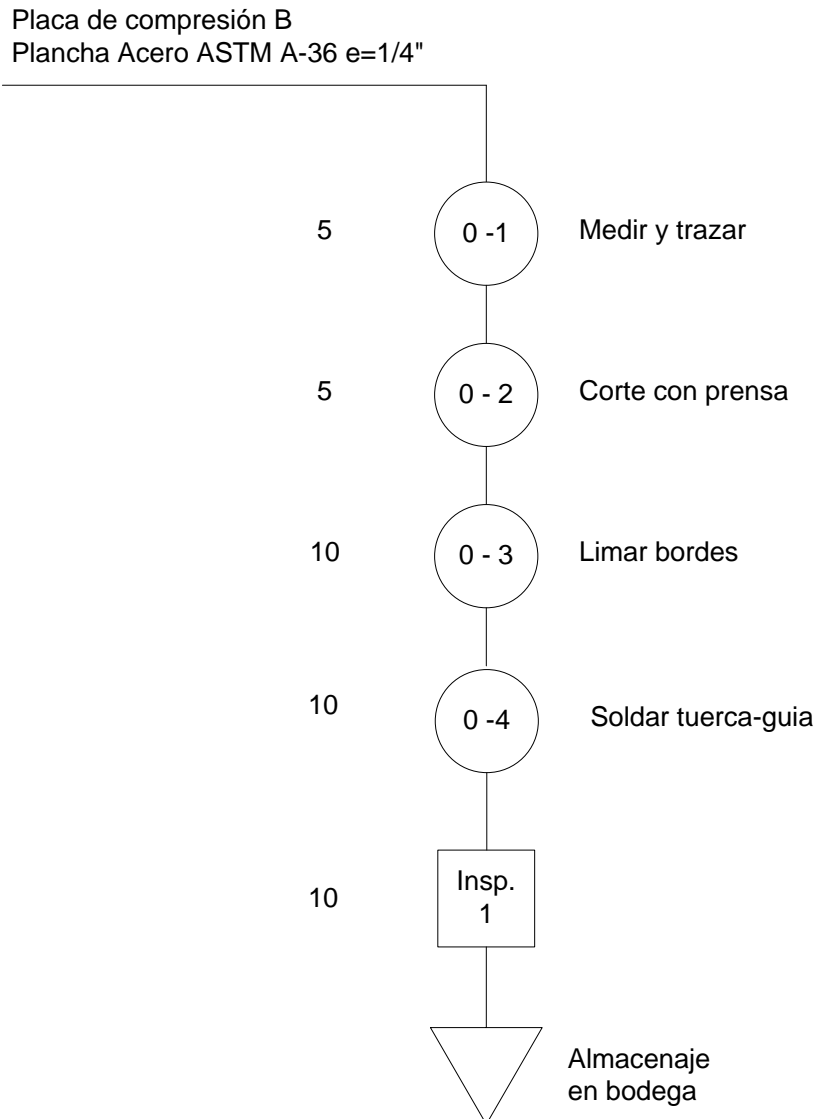 Placa de compresión B
Plancha Acero ASTM A-36 e=1/4"
5
0 -1
Medir y trazar
5
0 - 2
Corte con prensa
10
0 - 3
Limar bordes
10
0 -4
Soldar tuerca-guia
10
Insp.
1
Almacenaje
en bodega